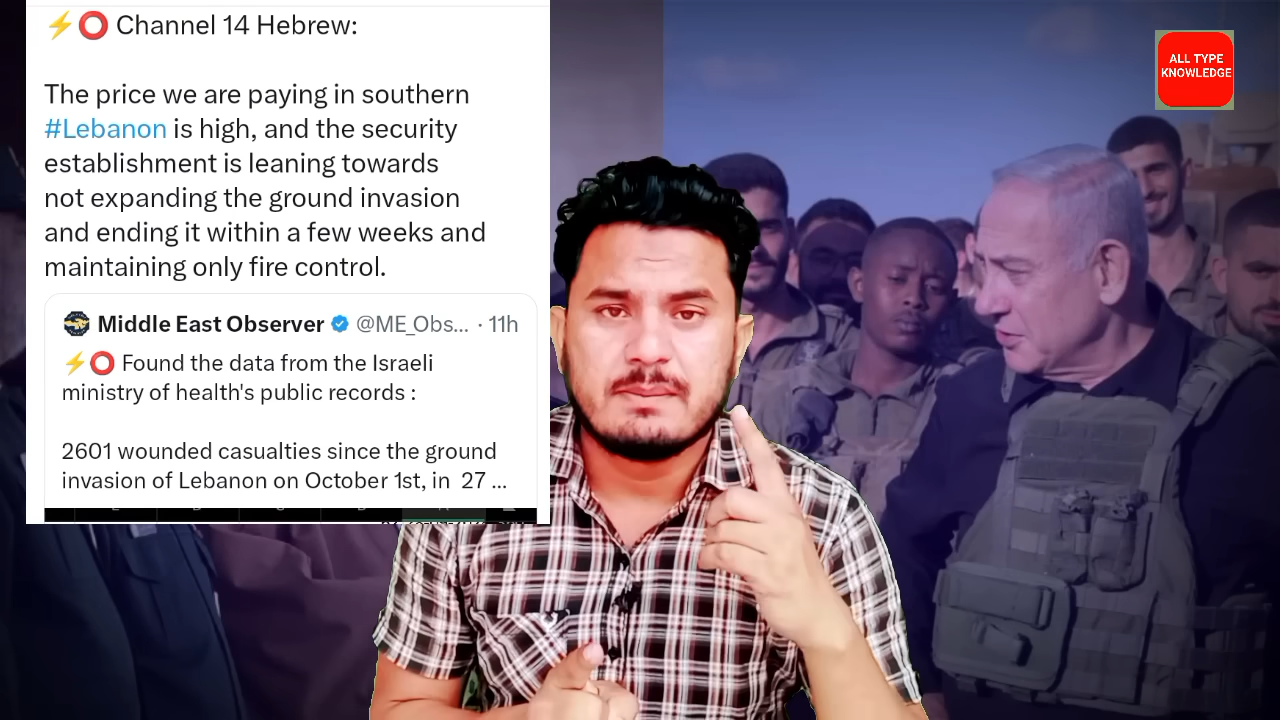 ⚡⭕ Channel 14 Hebrew:
The price we are paying in southern
#Lebanon is high, and the security
establishment is leaning towards
not expanding the ground invasion
and ending it within a few weeks and
maintaining only fire control.
Middle East Observer @ME_Obs... · 11h
⚡⭕ Found the data from the Israeli
ministry of health's public records :
2601 wounded casualties since the ground
invasion of Lebanon on October 1st, in 27 ...
ALL TYPE
KNOWLEDGE